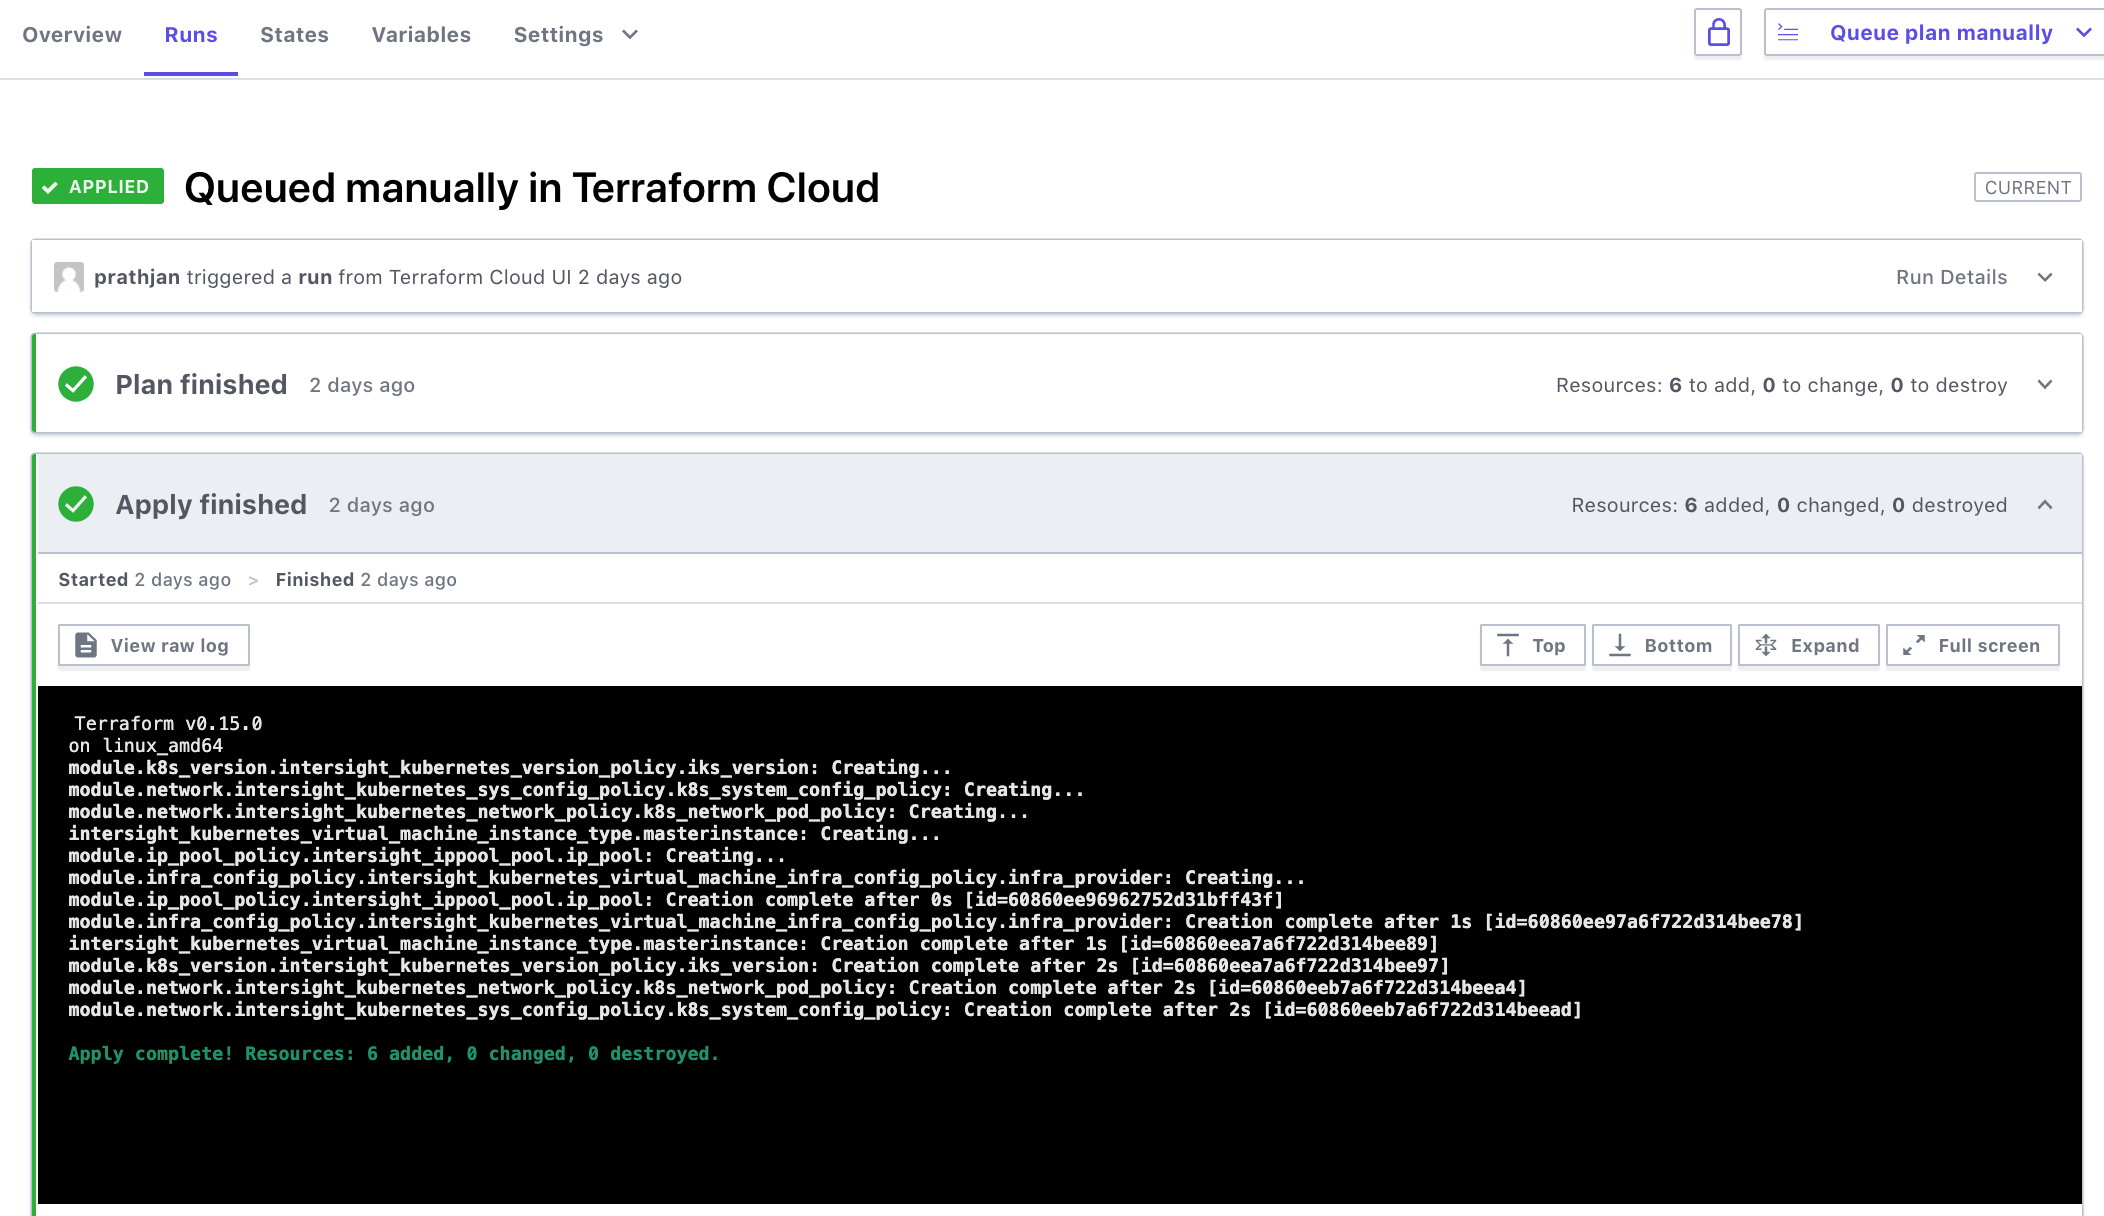 Overview Runs States Variables Settings Queue plan manually
APPLIED Queued manually in Terraform Cloud CURRENT
prathjan triggered a run from Terraform Cloud UI 2 days ago Run Details
Plan finished 2 days ago Resources: 6 to add, 0 to change, 0 to destroy
Apply finished 2 days ago Resources: 6 added, 0 changed, 0 destroyed
Started 2 days ago > Finished 2 days ago
View raw log Top Bottom Expand Full screen
Terraform v0.15.0
on linux_amd64
module.k8s_version.intersight_kubernetes_version_policy.iks_version: Creating...
module.network.intersight_kubernetes_sys_config_policy.k8s_system_config_policy: Creating...
module.network.intersight_kubernetes_network_policy.k8s_network_pod_policy: Creating...
intersight_kubernetes_virtual_machine_instance_type.masterinstance: Creating...
module.ip_pool_policy.intersight_ippool_pool.ip_pool: Creating...
module.infra_config_policy.intersight_kubernetes_virtual_machine_infra_config_policy.infra_provider: Creating...
module.ip_pool_policy.intersight_ippool_pool.ip_pool: Creation complete after 0s [id=60860ee96962752d31bff43f]
module.infra_config_policy.intersight_kubernetes_virtual_machine_infra_config_policy.infra_provider: Creation complete after 1s [id=60860ee97a6f722d314bee78]
intersight_kubernetes_virtual_machine_instance_type.masterinstance: Creation complete after 1s [id=60860eea7a6f722d314bee89]
module.k8s_version.intersight_kubernetes_version_policy.iks_version: Creation complete after 2s [id=60860eea7a6f722d314bee97]
module.network.intersight_kubernetes_network_policy.k8s_network_pod_policy: Creation complete after 2s [id=60860eeb7a6f722d314beea4]
module.network.intersight_kubernetes_sys_config_policy.k8s_system_config_policy: Creation complete after 2s [id=60860eeb7a6f722d314beead]
Apply complete! Resources: 6 added, 0 changed, 0 destroyed.